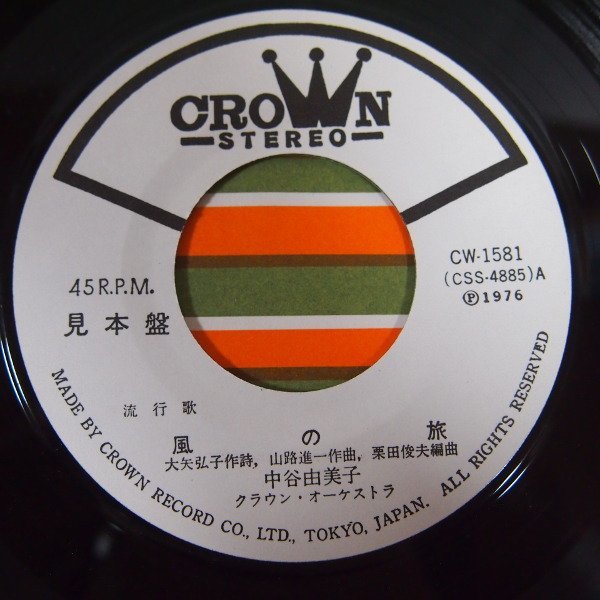 CROWN
STEREO
CW-1581
(CSS-4885)A
Ⓟ1976
45 R.P.M.
見本盤
流行歌
風の旅
大矢弘子作詩, 山路進一作曲, 栗田俊夫編曲
中谷由美子
クラウン・オーケストラ
MADE BY CROWN RECORD CO., LTD., TOKYO, JAPAN. ALL RIGHTS RESERVED